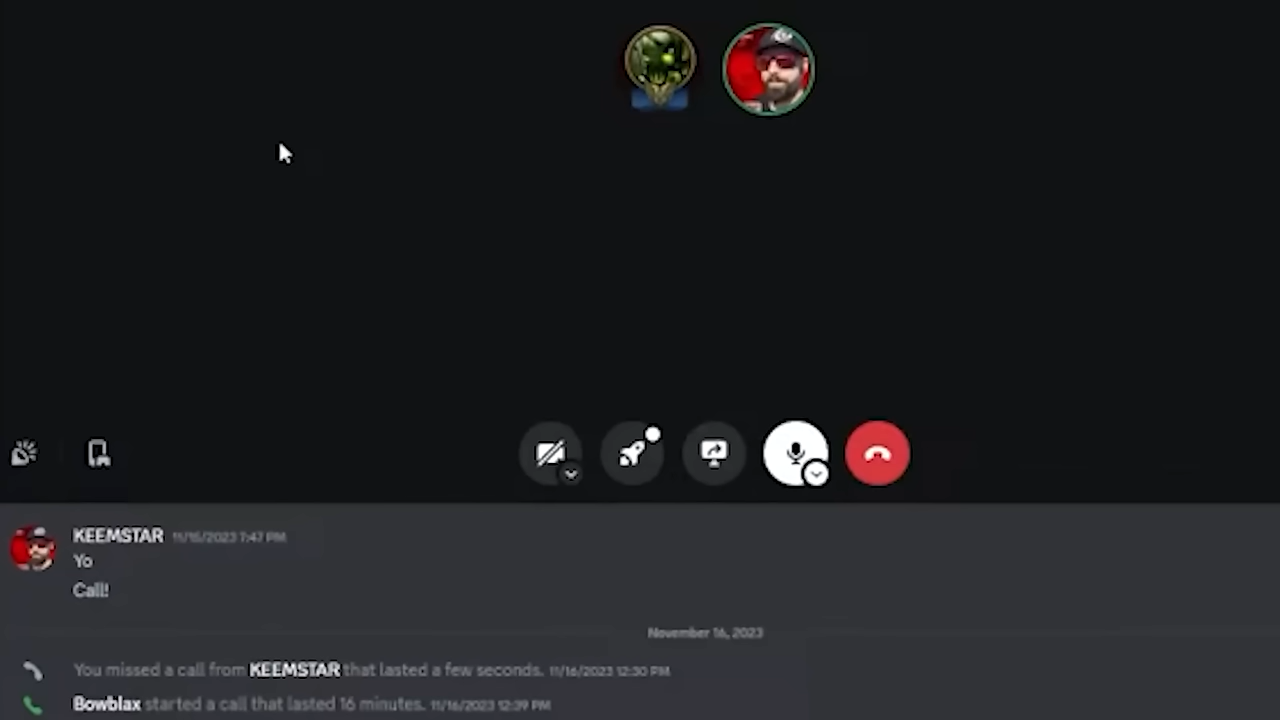 KEEMSTAR 11/15/2023 7:47 PM
Yo
Call!
November 16, 2023
You missed a call from KEEMSTAR that lasted a few seconds. 11/16/2023 12:30 PM
Bowblax started a call that lasted 16 minutes. 11/16/2023 12:39 PM